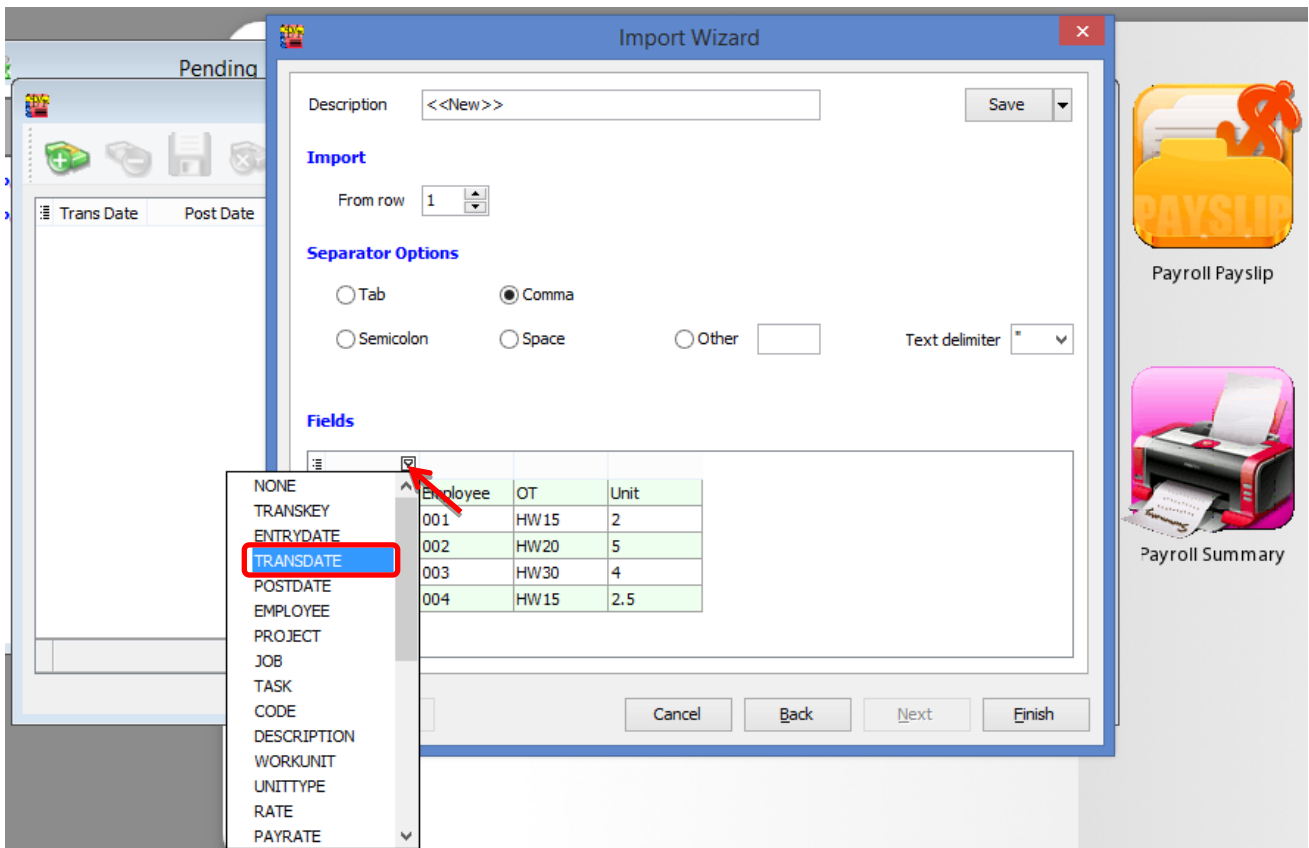 Import Wizard
Pending
Description <<New>> Save
Import
From row 1
Trans Date Post Date
Separator Options
Tab Comma
Semicolon Space Other Text delimiter "
Fields
Employee OT Unit
001 HW15 2
002 HW20 5
003 HW30 4
004 HW15 2.5
NONE
TRANSKEY
ENTRYDATE
TRANSDATE
POSTDATE
EMPLOYEE
PROJECT
JOB
TASK
CODE
DESCRIPTION
WORKUNIT
UNITTYPE
RATE
PAYRATE
Cancel Back Next Finish
PAYSLIP
Payroll Payslip
Summary
Payroll Summary